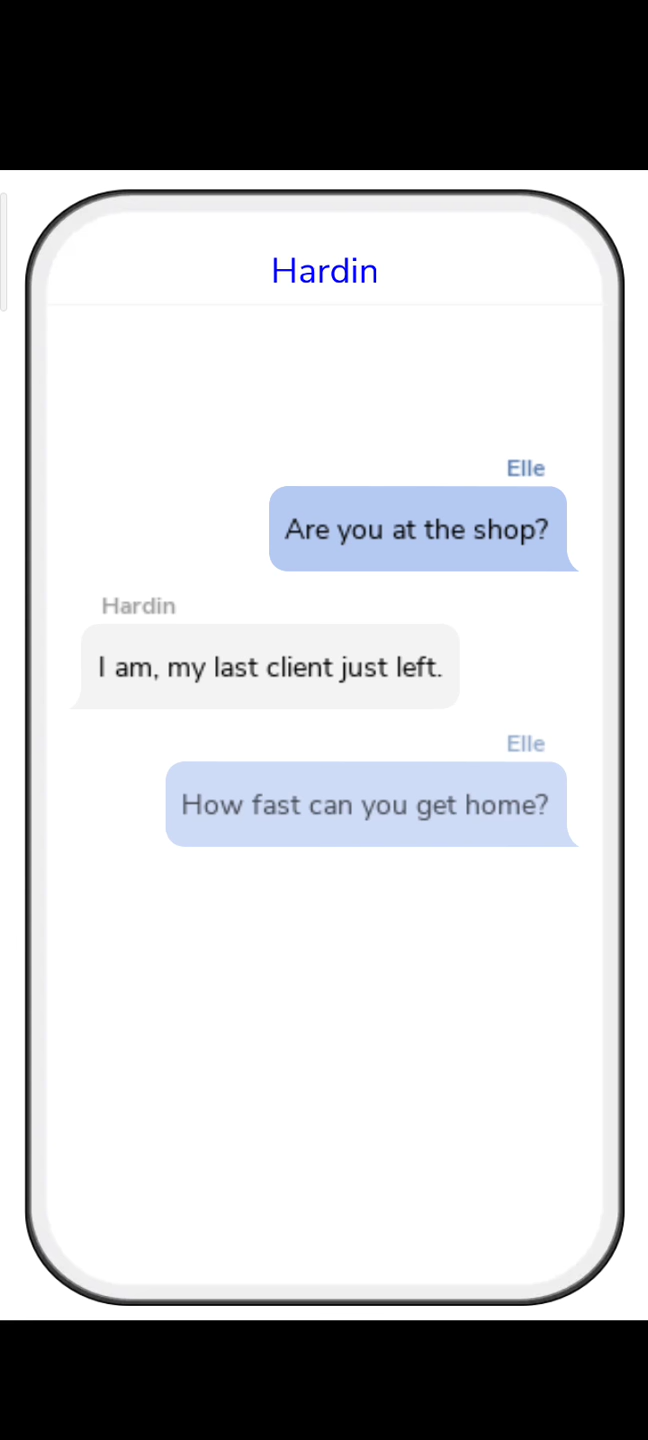 Hardin
Elle
Are you at the shop?
Hardin
I am, my last client just left.
Elle
How fast can you get home?